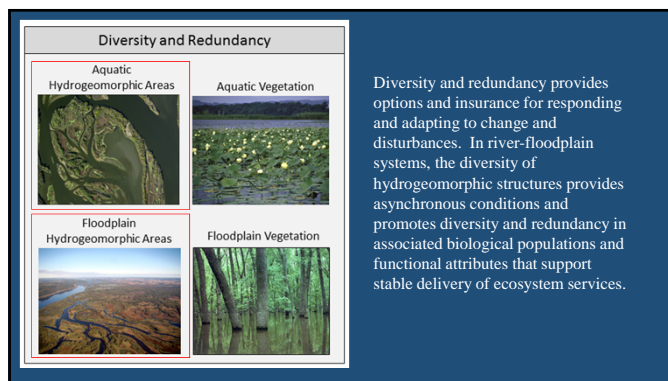 Diversity and Redundancy
Aquatic
Hydrogeomorphic Areas
Aquatic Vegetation
Floodplain
Hydrogeomorphic Areas
Floodplain Vegetation
Diversity and redundancy provides
options and insurance for responding
and adapting to change and
disturbances.  In river-floodplain
systems, the diversity of
hydrogeomorphic structures provides
asynchronous conditions and
promotes diversity and redundancy in
associated biological populations and
functional attributes that support
stable delivery of ecosystem services.